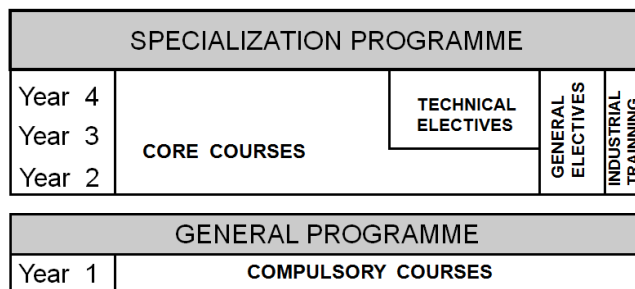 SPECIALIZATION PROGRAMME
Year 4
Year 3
Year 2
CORE COURSES
TECHNICAL
ELECTIVES
GENERAL
ELECTIVES
INDUSTRIAL
TRAINNING
GENERAL PROGRAMME
Year 1
COMPULSORY COURSES